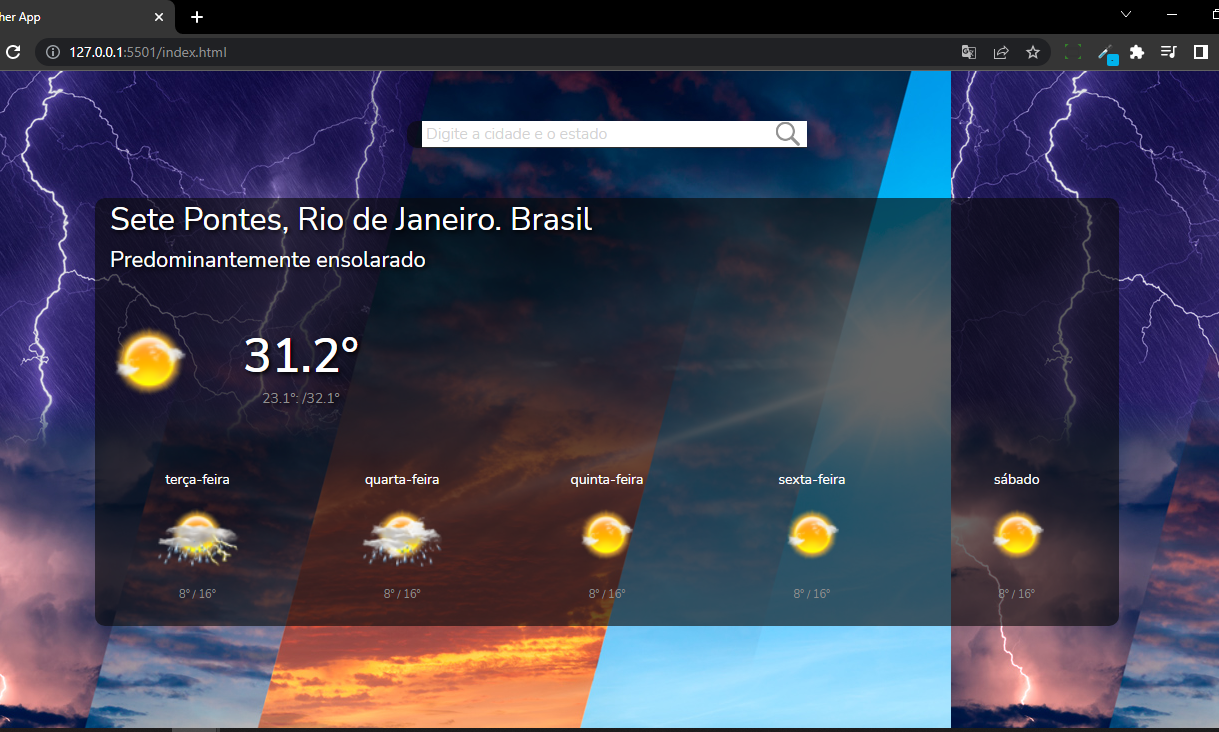 her App
127.0.0.1:5501/index.html
Digite a cidade e o estado
Sete Pontes, Rio de Janeiro. Brasil
Predominantemente ensolarado
31.2°
23.1°: /32.1°
terça-feira quarta-feira quinta-feira sexta-feira sábado
8° / 16° 8° / 16° 8° / 16° 8° / 16° 8° / 16°